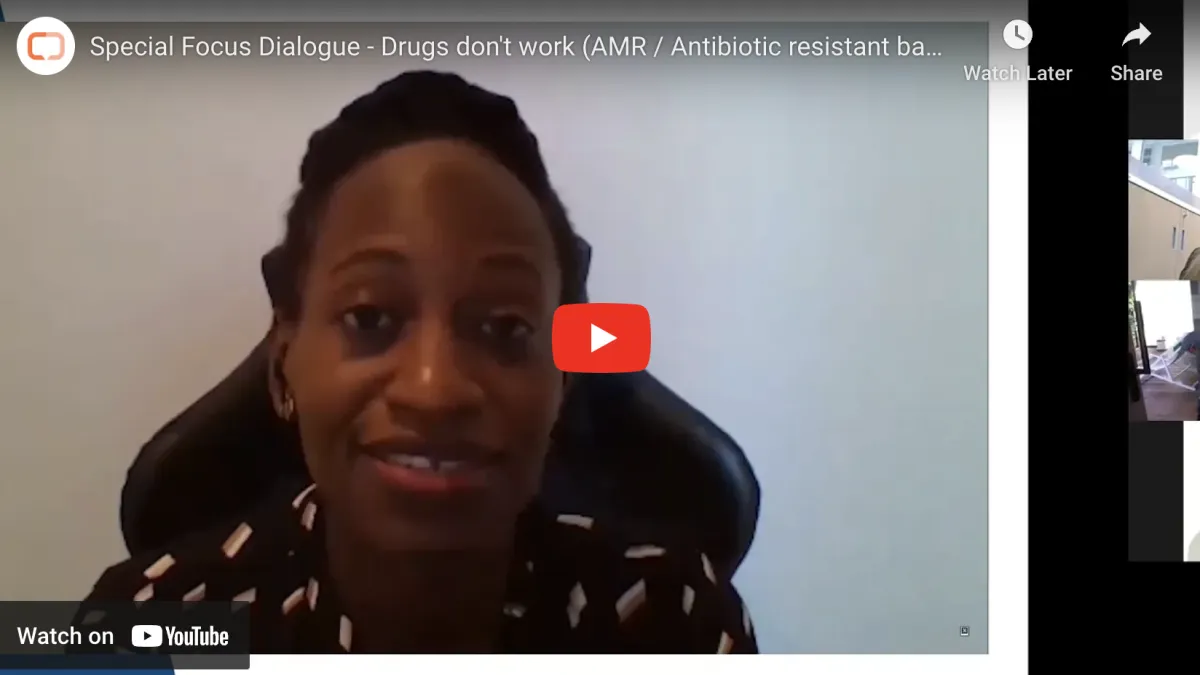 Special Focus Dialogue - Drugs don't work (AMR / Antibiotic resistant ba...
Watch Later
Share
Watch on YouTube